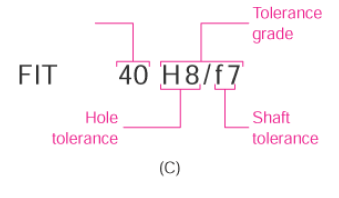 Tolerance
grade
FIT 40 H8/f7
Hole
tolerance
Shaft
tolerance
(C)